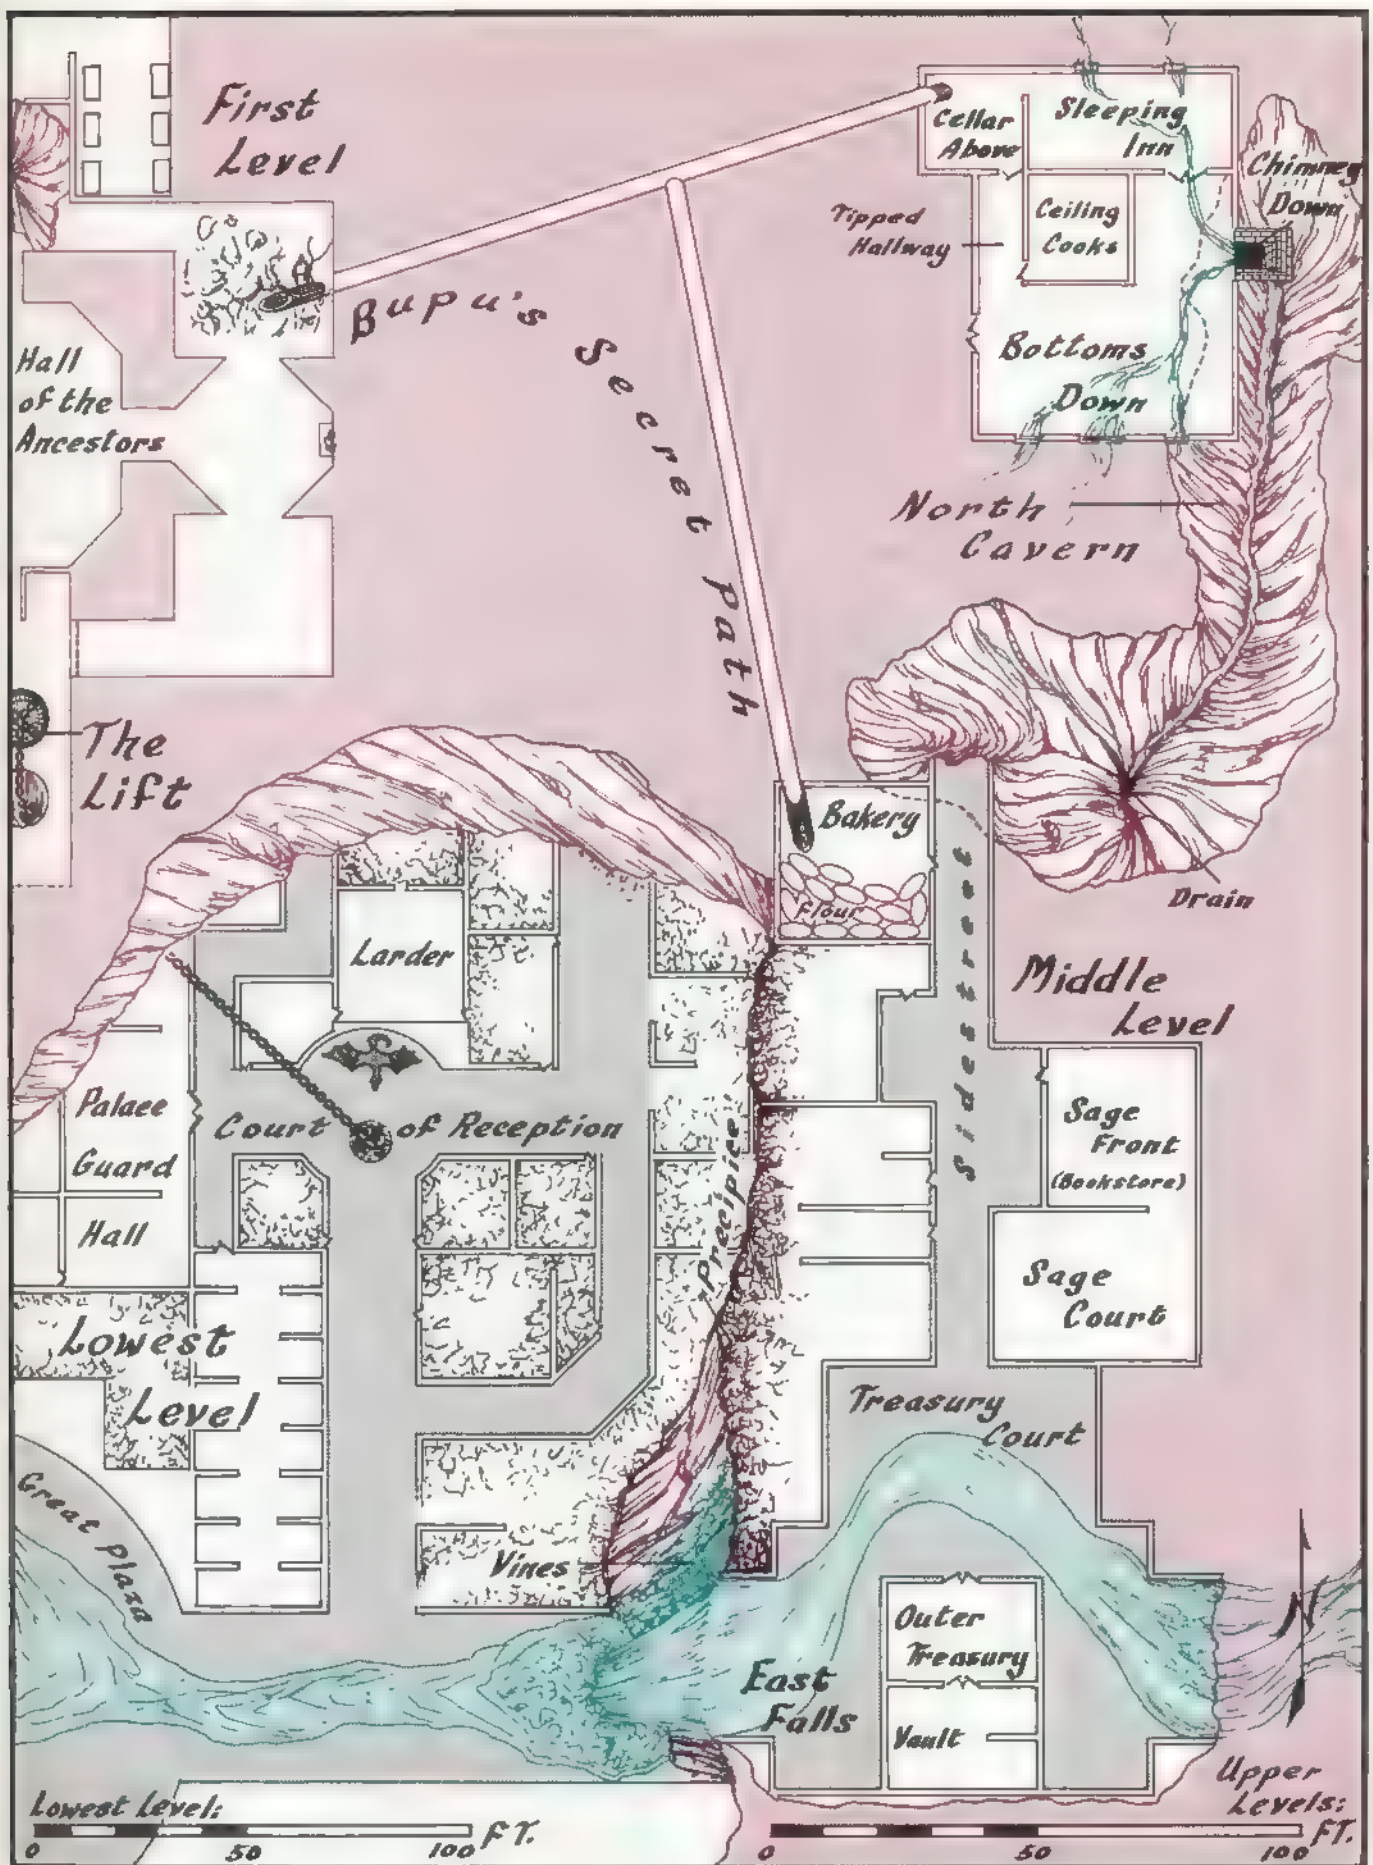 First
Level
Cellar
Above
Sleeping
Inn
Chimney
Down
Tipped
Hallway
Ceiling
Cooks
Bupu's Secret path
Hall
of the
Ancestors
Bottoms
Down
North
Cavern
The
Lift
Bakery
Flour
Drain
Larder
Sidestreet
Middle
Level
Palace
Guard
Hall
Court of Reception
Precipice
Sage
Front
(Bookstore)
Sage
Court
Lowest
Level
Treasury
Court
Great Plaza
Vines
N
Outer
Treasury
East
Falls
Vault
Lowest Level:
0 50 100 FT.
Upper
Levels:
0 50 100 FT.